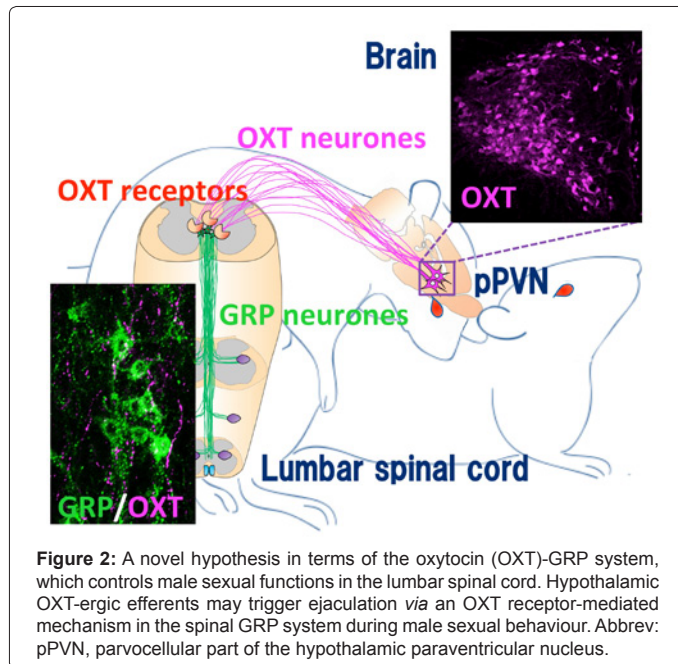 Brain
OXT neurones
OXT receptors
OXT
pPVN
GRP neurones
Lumbar spinal cord
GRP/OXT
Figure 2: A novel hypothesis in terms of the oxytocin (OXT)-GRP system,
which controls male sexual functions in the lumbar spinal cord. Hypothalamic
OXT-ergic efferents may trigger ejaculation via an OXT receptor-mediated
mechanism in the spinal GRP system during male sexual behaviour. Abbrev:
pPVN, parvocellular part of the hypothalamic paraventricular nucleus.